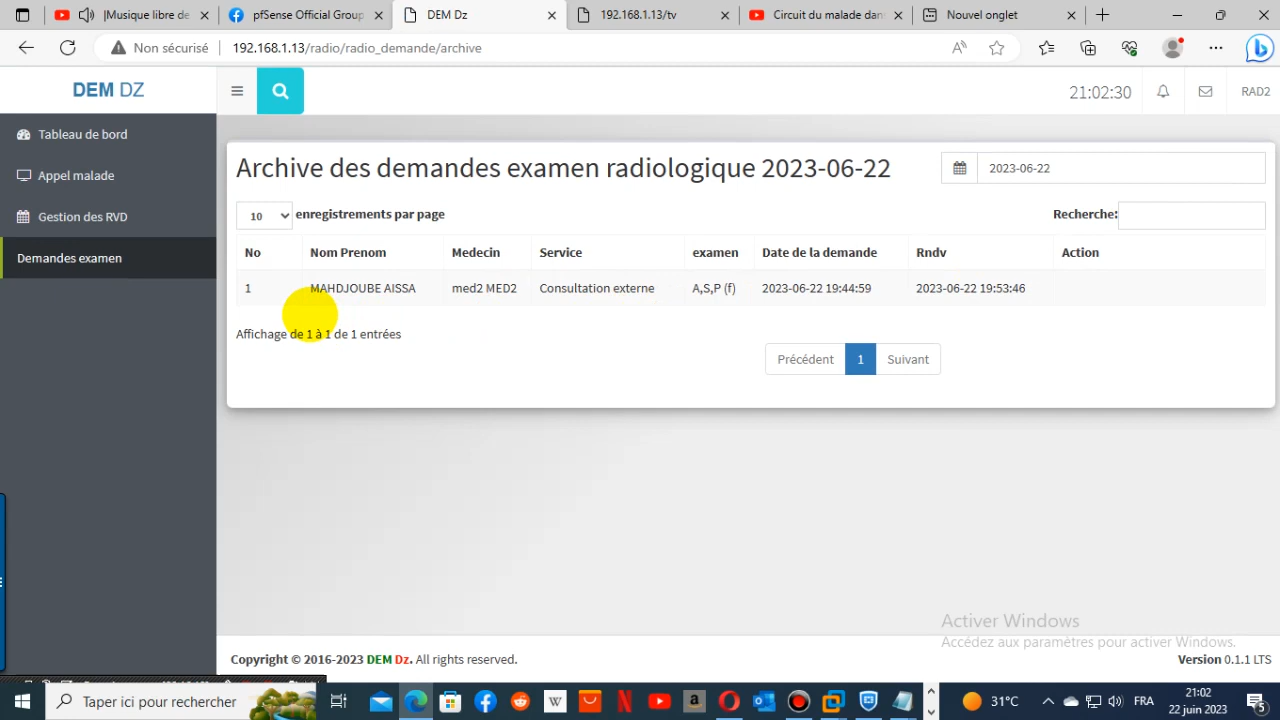 |Musique libre de
pfSense Official Group
DEM Dz
192.168.1.13/tv
Circuit du malade dan
Nouvel onglet
Non sécurisé
192.168.1.13/radio/radio_demande/archive
DEM DZ
21:02:30
RAD2
Tableau de bord
Appel malade
Gestion des RVD
Demandes examen
Archive des demandes examen radiologique 2023-06-22
2023-06-22
10 enregistrements par page
Recherche:
No Nom Prenom Medecin Service examen Date de la demande Rndv Action
1 MAHDJOUBE AISSA med2 MED2 Consultation externe A,S,P (f) 2023-06-22 19:44:59 2023-06-22 19:53:46
Affichage de 1 à 1 de 1 entrées
Précédent 1 Suivant
Activer Windows
Accédez aux paramètres pour activer Windows.
Copyright © 2016-2023 DEM Dz. All rights reserved.
Version 0.1.1 LTS
Taper ici pour rechercher
31°C
FRA
21:02
22 juin 2023
5